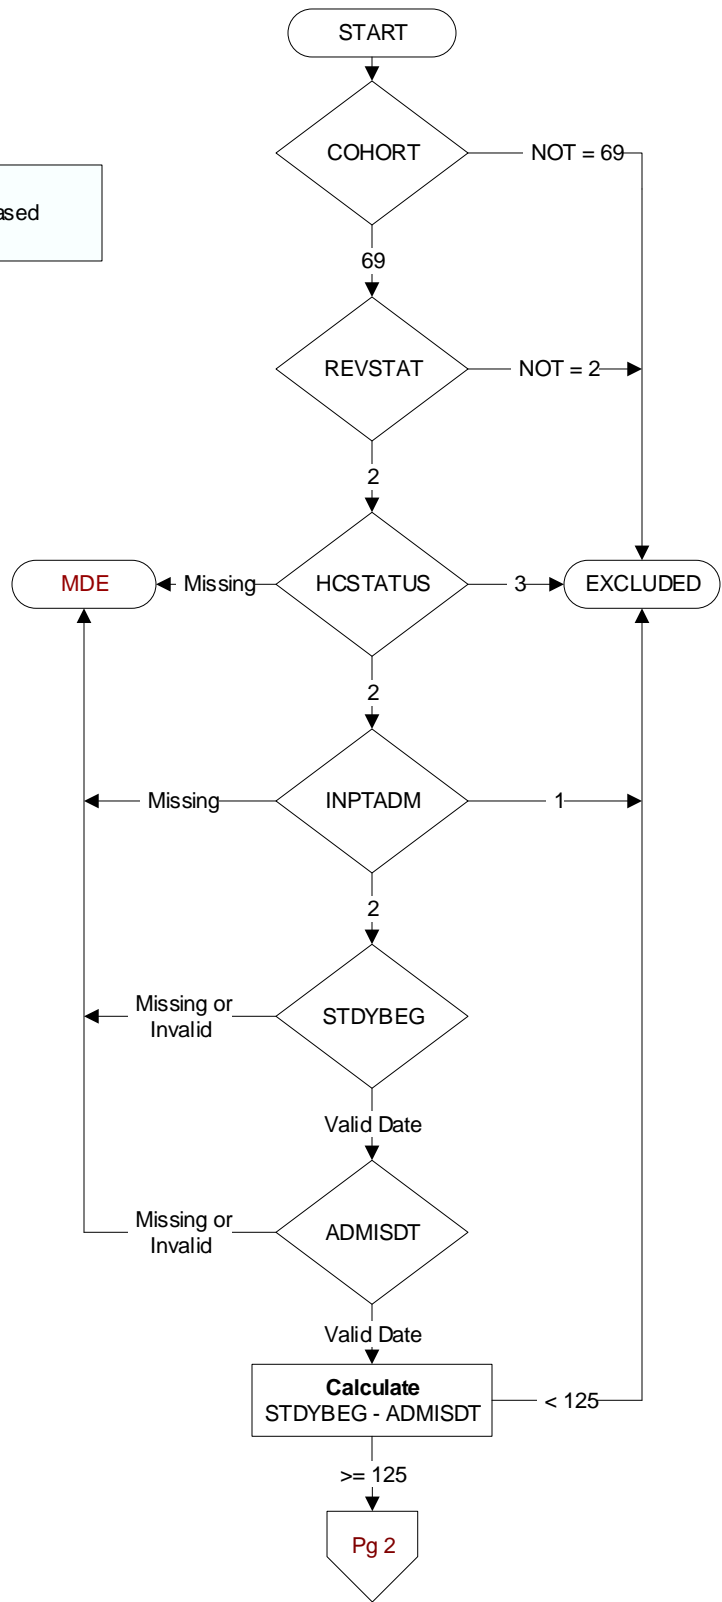 START
COHORT
NOT = 69
69
REVSTAT
NOT = 2
2
MDE
Missing
HCSTATUS
3
EXCLUDED
2
Missing
INPTADM
1
2
Missing or
Invalid
STDYBEG
Valid Date
Missing or
Invalid
ADMISDT
Valid Date
Calculate
STDYBEG - ADMISDT
< 125
>= 125
Pg 2